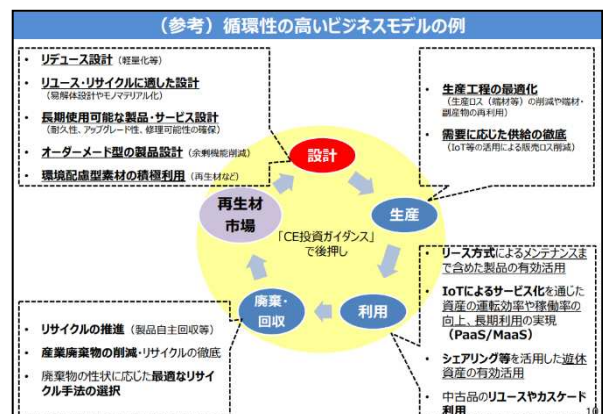 （参考）循環性の高いビジネスモデルの例
・ リデュース設計（軽量化等）
・ リユース・リサイクルに適した設計
（易解体設計やモノマテリアル化）
・ 長期使用可能な製品・サービス設計
（耐久性、アップグレード性、修理可能性の確保）
・ オーダーメード型の製品設計（余剰機能削減）
・ 環境配慮型素材の積極利用（再生材など）
・ 生産工程の最適化
（生産ロス（端材等）の削減や端材・
副産物の再利用）
・ 需要に応じた供給の徹底
（IoT等の活用による販売ロス削減）
設計
生産
利用
廃棄・
回収
再生材
市場
「CE投資ガイダンス」
で後押し
・ リサイクルの推進（製品自主回収等）
・ 産業廃棄物の削減・リサイクルの徹底
・ 廃棄物の性状に応じた最適なリサイ
クル手法の選択
・ リース方式によるメンテナンスま
で含めた製品の有効活用
・ IoTによるサービス化を通じた
資産の運転効率や稼働率の
向上、長期利用の実現
（PaaS/MaaS）
・ シェアリング等を活用した遊休
資産の有効活用
・ 中古品のリユースやカスケード
利用